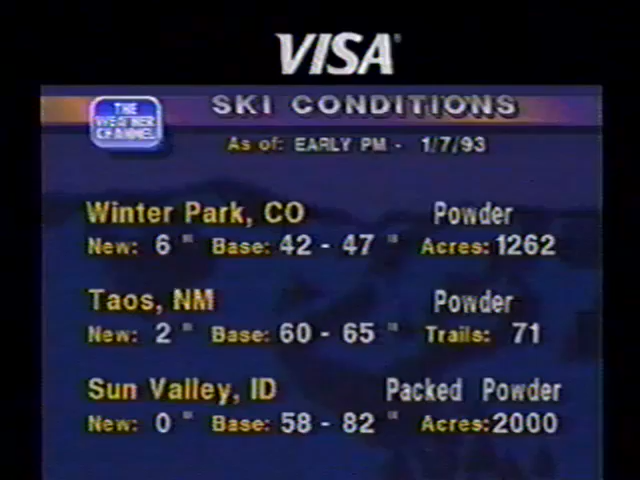 VISA
THE
WEATHER
CHANNEL
SKI CONDITIONS
As of: EARLY PM - 1/7/93
Winter Park, CO Powder
New: 6 " Base: 42 - 47 " Acres: 1262
Taos, NM Powder
New: 2 " Base: 60 - 65 " Trails: 71
Sun Valley, ID Packed Powder
New: 0 " Base: 58 - 82 " Acres: 2000